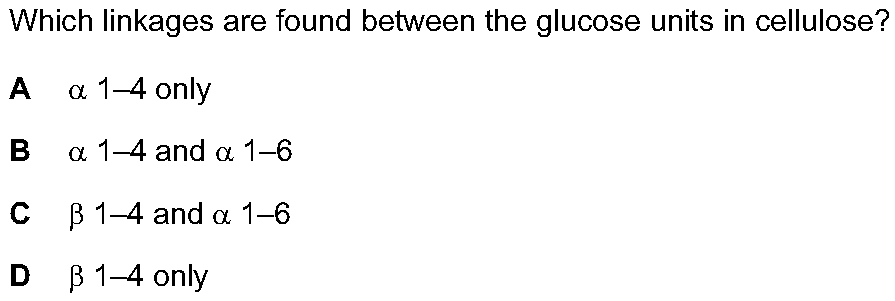 Which linkages are found between the glucose units in cellulose?
A α 1–4 only
B α 1–4 and α 1–6
C β 1–4 and α 1–6
D β 1–4 only